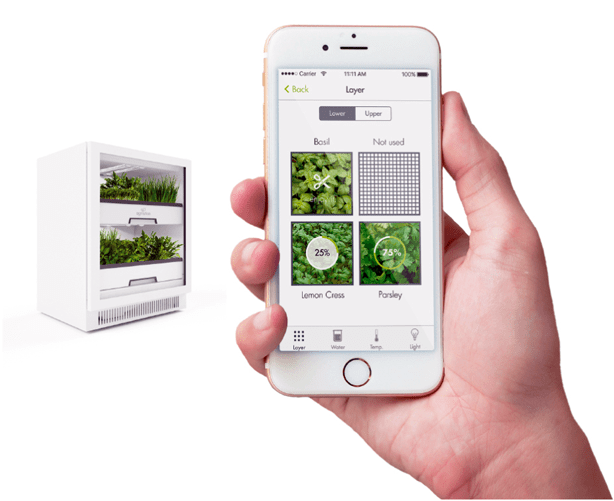 Carrier 11:11 AM 100%
Back Layer
Lower Upper
Basil Not used
25% 75%
Lemon Cress Parsley
Layer Water Temp. Light